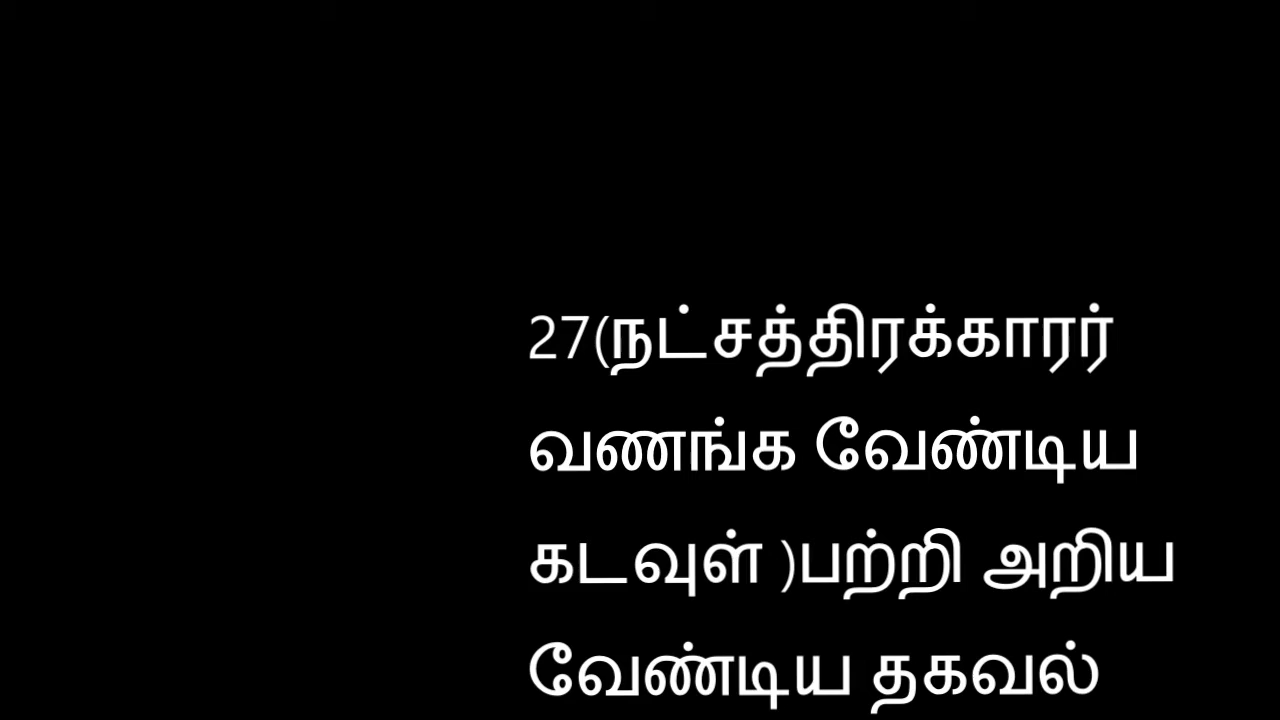 27(நட்சத்திரக்காரர்
வணங்க வேண்டிய
கடவுள் )பற்றி அறிய
வேண்டிய தகவல்